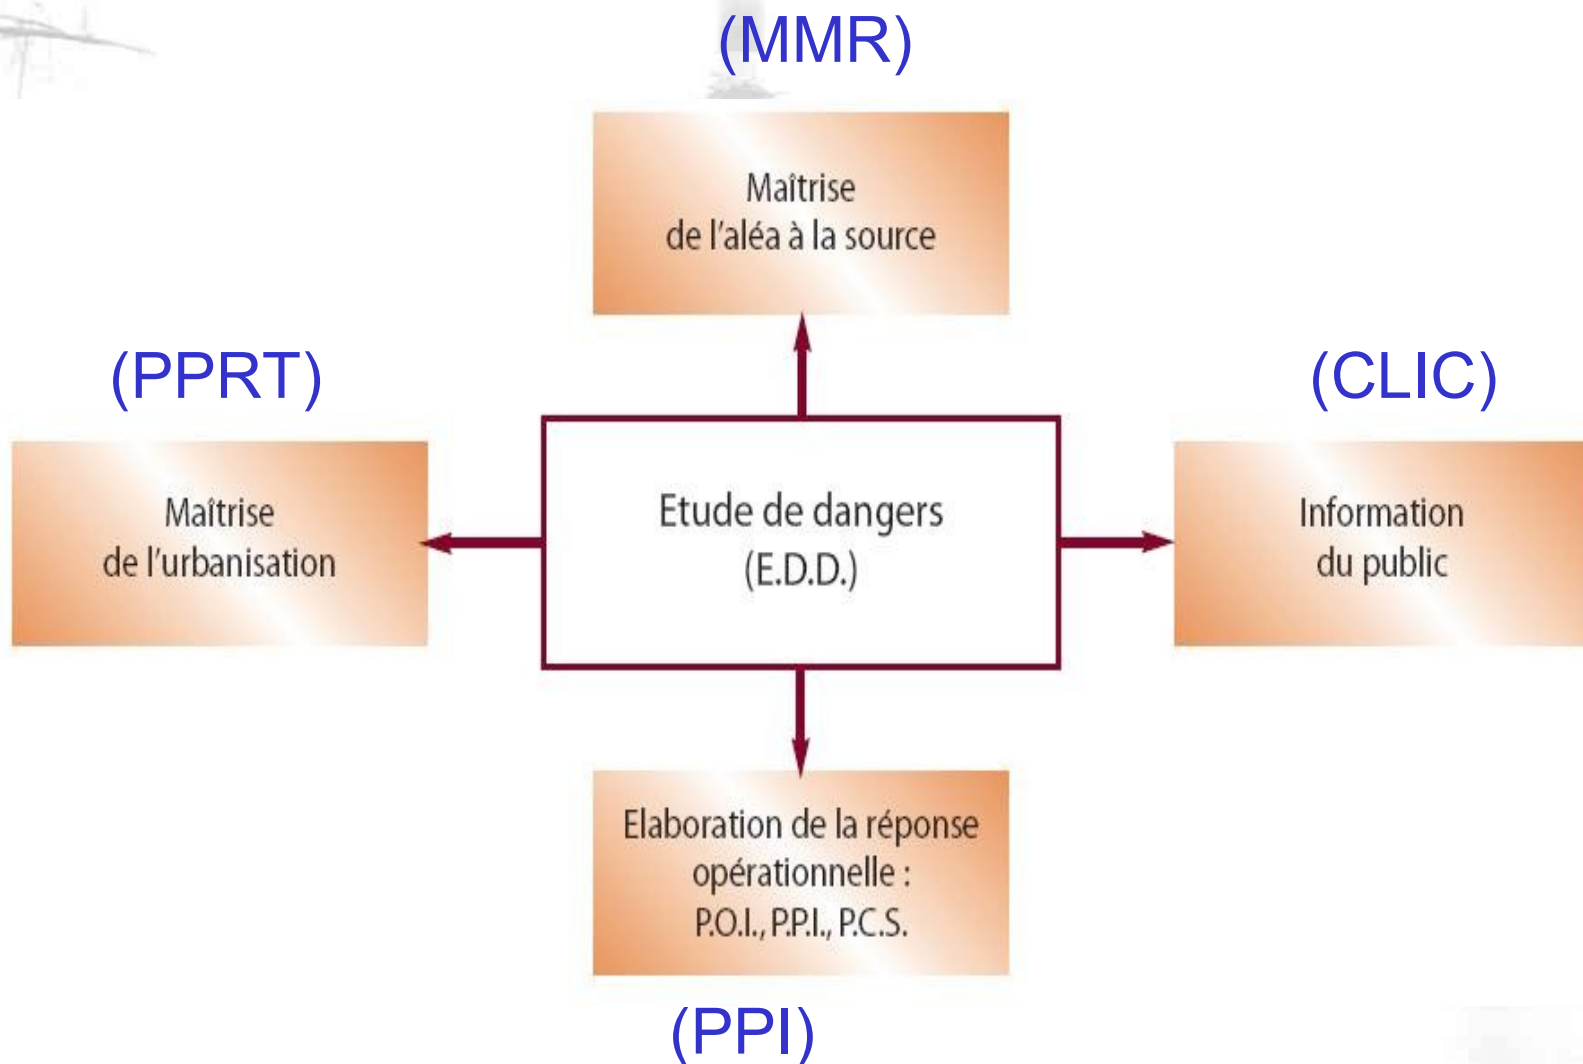 (MMR)
Maîtrise
de l'aléa à la source
(PPRT)
(CLIC)
Maîtrise
de l'urbanisation
Etude de dangers
(E.D.D.)
Information
du public
Elaboration de la réponse
opérationnelle :
P.O.I., P.P.I., P.C.S.
(PPI)